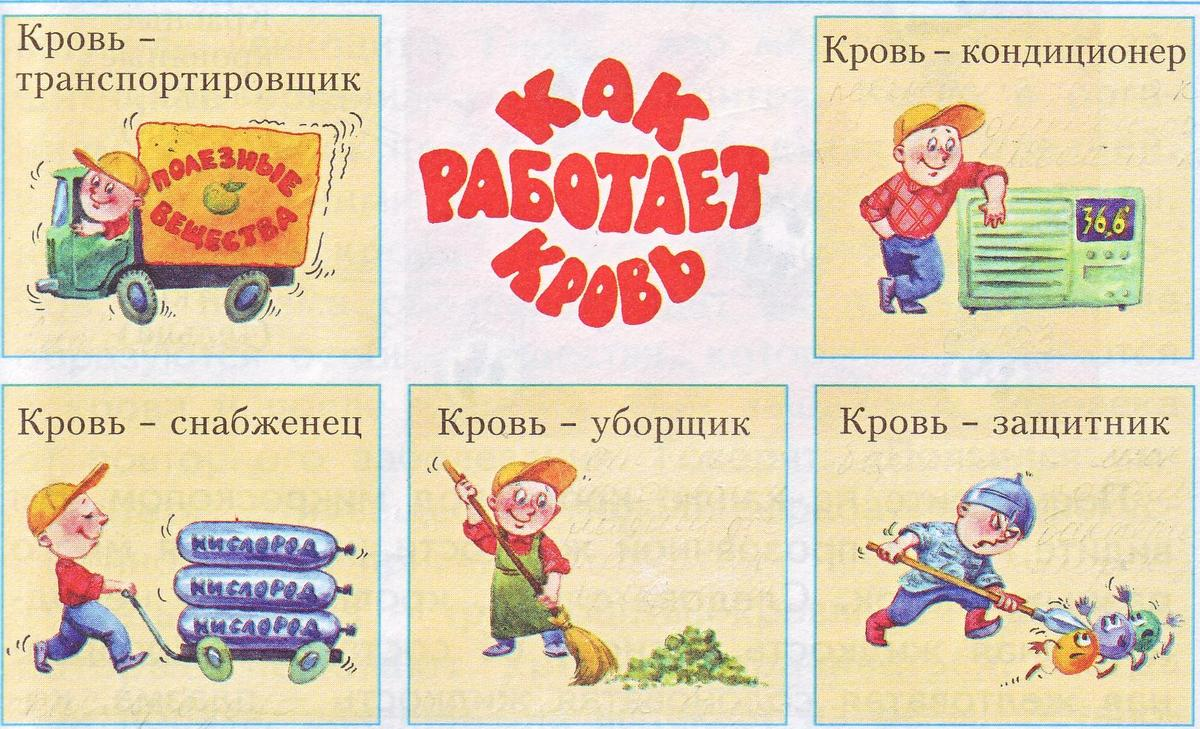 Кровь –
транспортировщик
ПОЛЕЗНЫЕ
ВЕЩЕСТВА
КАК
РАБОТАЕТ
КРОВЬ
Кровь – кондиционер
36,6°
Кровь – снабженец
КИСЛОРОД
КИСЛОРОД
КИСЛОРОД
Кровь – уборщик
Кровь – защитник